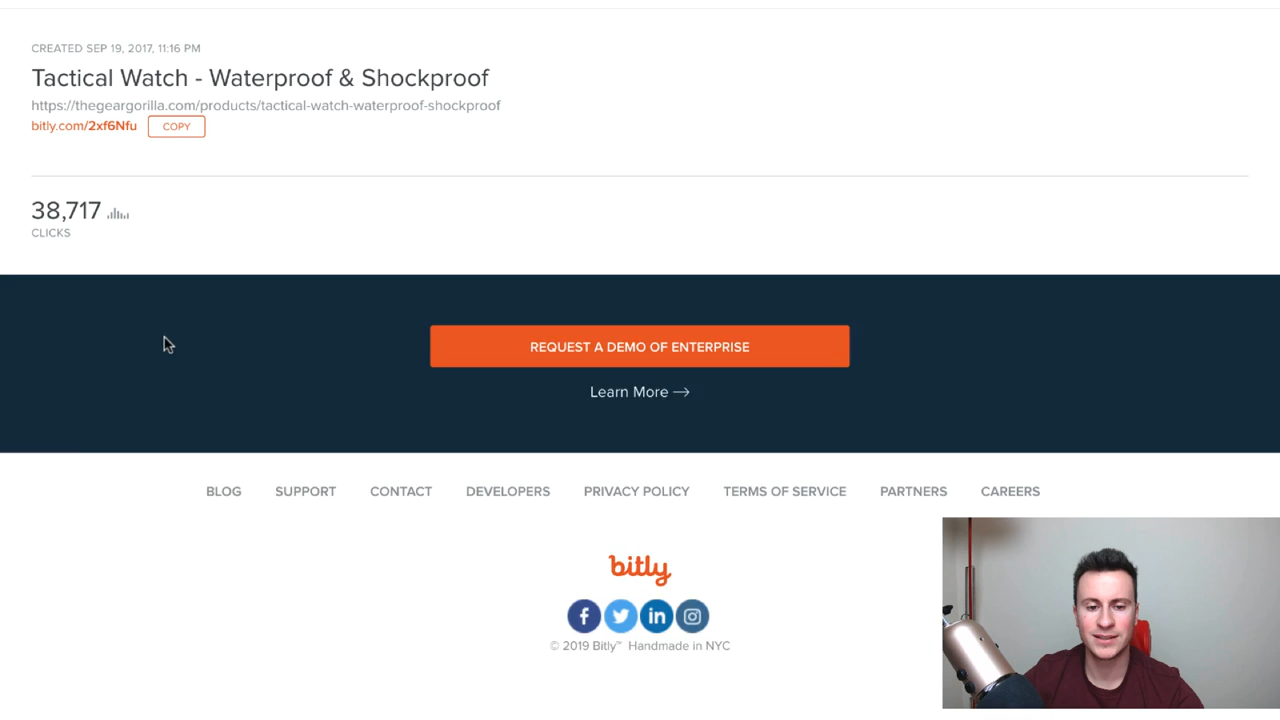 CREATED SEP 19, 2017, 11:16 PM
Tactical Watch - Waterproof & Shockproof
https://thegeargorilla.com/products/tactical-watch-waterproof-shockproof
bitly.com/2xf6Nfu COPY
38,717
CLICKS
REQUEST A DEMO OF ENTERPRISE
Learn More →
BLOG SUPPORT CONTACT DEVELOPERS PRIVACY POLICY TERMS OF SERVICE PARTNERS CAREERS
bitly
© 2019 Bitly™ Handmade in NYC